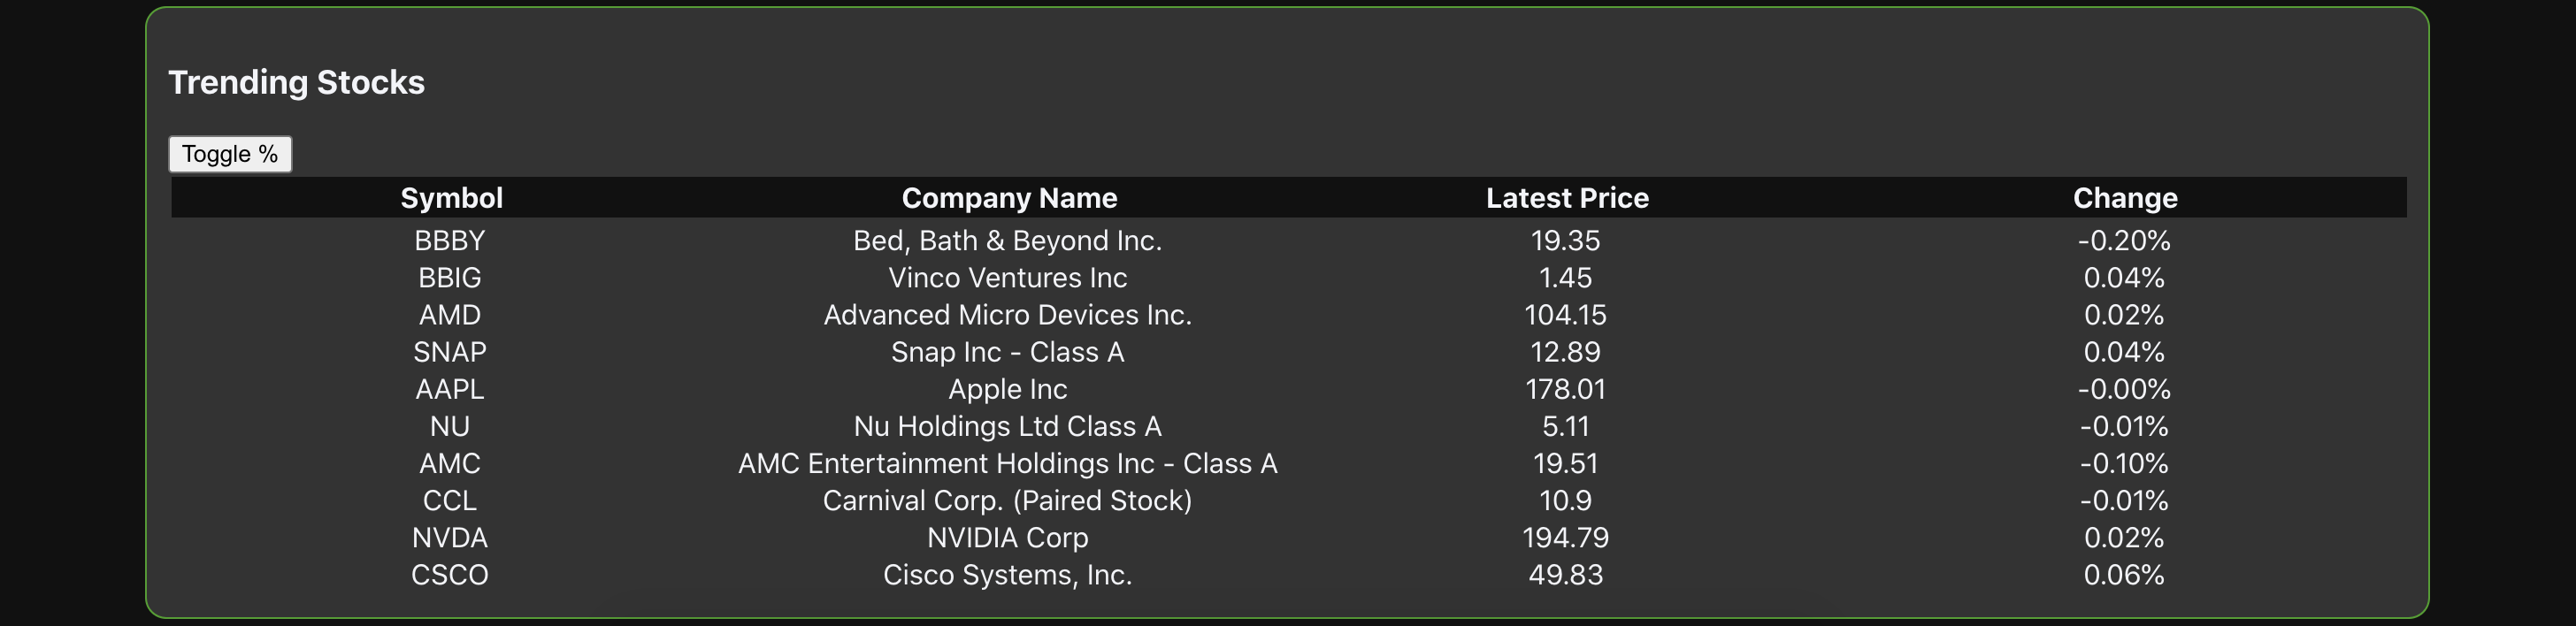 Trending Stocks
Toggle %
Symbol Company Name Latest Price Change
BBBY Bed, Bath & Beyond Inc. 19.35 -0.20%
BBIG Vinco Ventures Inc 1.45 0.04%
AMD Advanced Micro Devices Inc. 104.15 0.02%
SNAP Snap Inc - Class A 12.89 0.04%
AAPL Apple Inc 178.01 -0.00%
NU Nu Holdings Ltd Class A 5.11 -0.01%
AMC AMC Entertainment Holdings Inc - Class A 19.51 -0.10%
CCL Carnival Corp. (Paired Stock) 10.9 -0.01%
NVDA NVIDIA Corp 194.79 0.02%
CSCO Cisco Systems, Inc. 49.83 0.06%